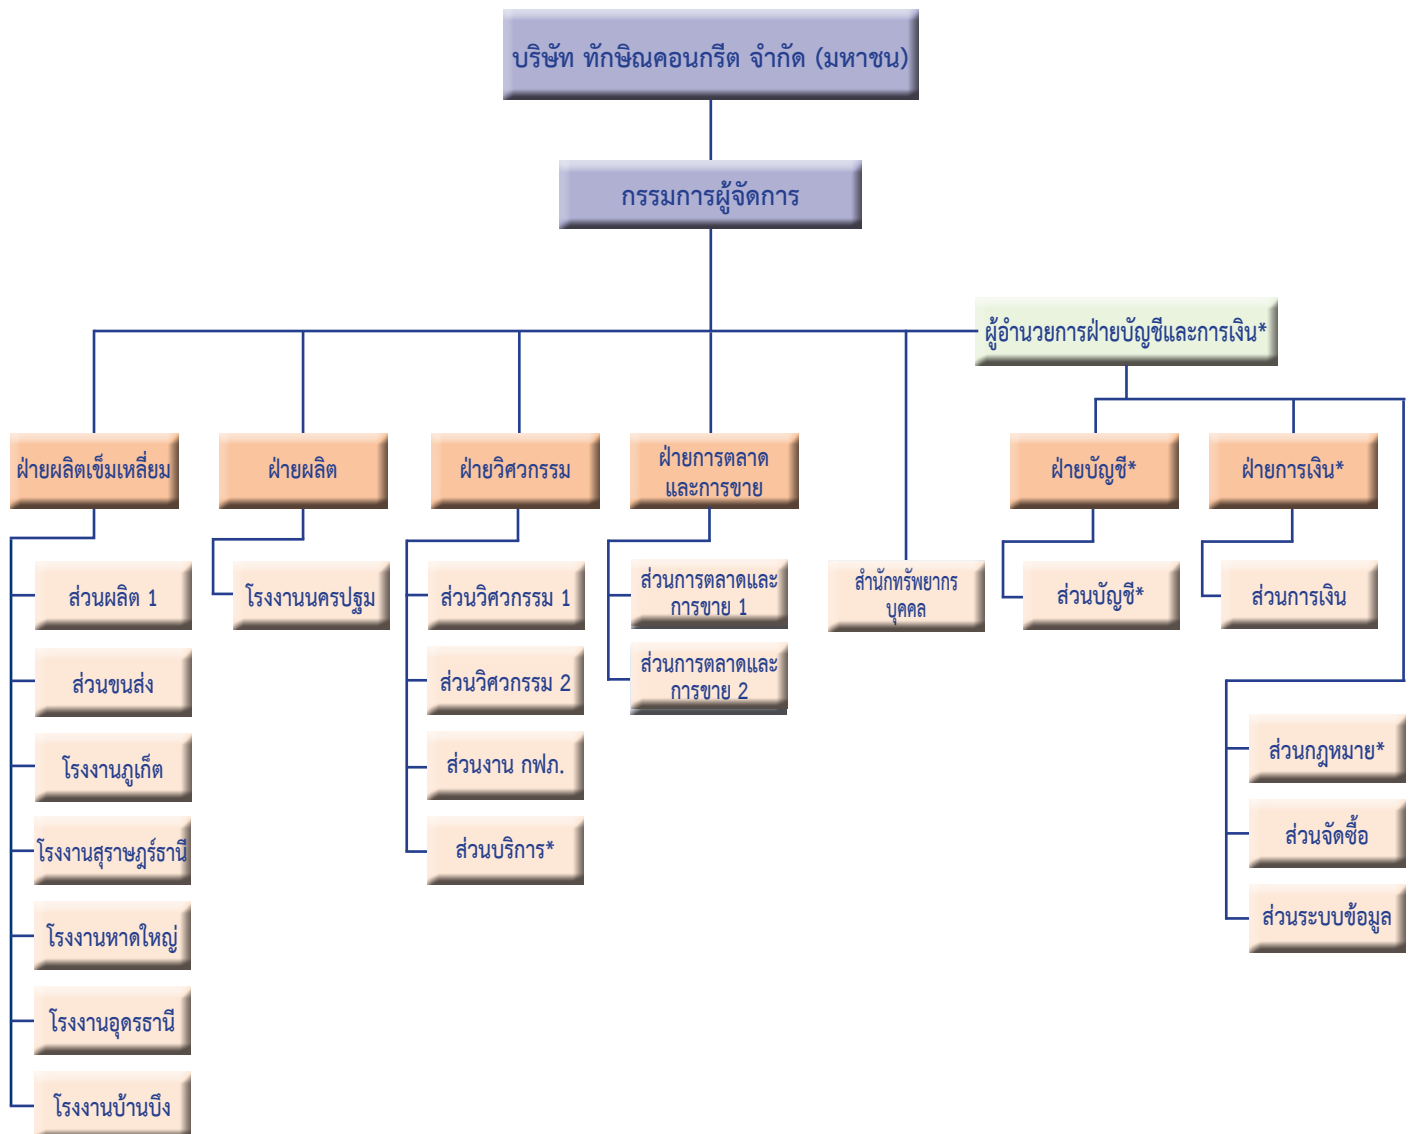 บริษัท ทักษิณคอนกรีต จำกัด (มหาชน)
กรรมการผู้จัดการ
ผู้อำนวยการฝ่ายบัญชีและการเงิน*
ฝ่ายผลิตเข็มเหลี่ยม
ฝ่ายผลิต
ฝ่ายวิศวกรรม
ฝ่ายการตลาด
และการขาย
ฝ่ายบัญชี*
ฝ่ายการเงิน*
ส่วนผลิต 1
ส่วนขนส่ง
โรงงานภูเก็ต
โรงงานสุราษฎร์ธานี
โรงงานหาดใหญ่
โรงงานอุดรธานี
โรงงานบ้านบึง
โรงงานนครปฐม
ส่วนวิศวกรรม 1
ส่วนวิศวกรรม 2
ส่วนงาน กฟภ.
ส่วนบริการ*
ส่วนการตลาดและ
การขาย 1
ส่วนการตลาดและ
การขาย 2
สำนักทรัพยากร
บุคคล
ส่วนบัญชี*
ส่วนการเงิน
ส่วนกฎหมาย*
ส่วนจัดซื้อ
ส่วนระบบข้อมูล